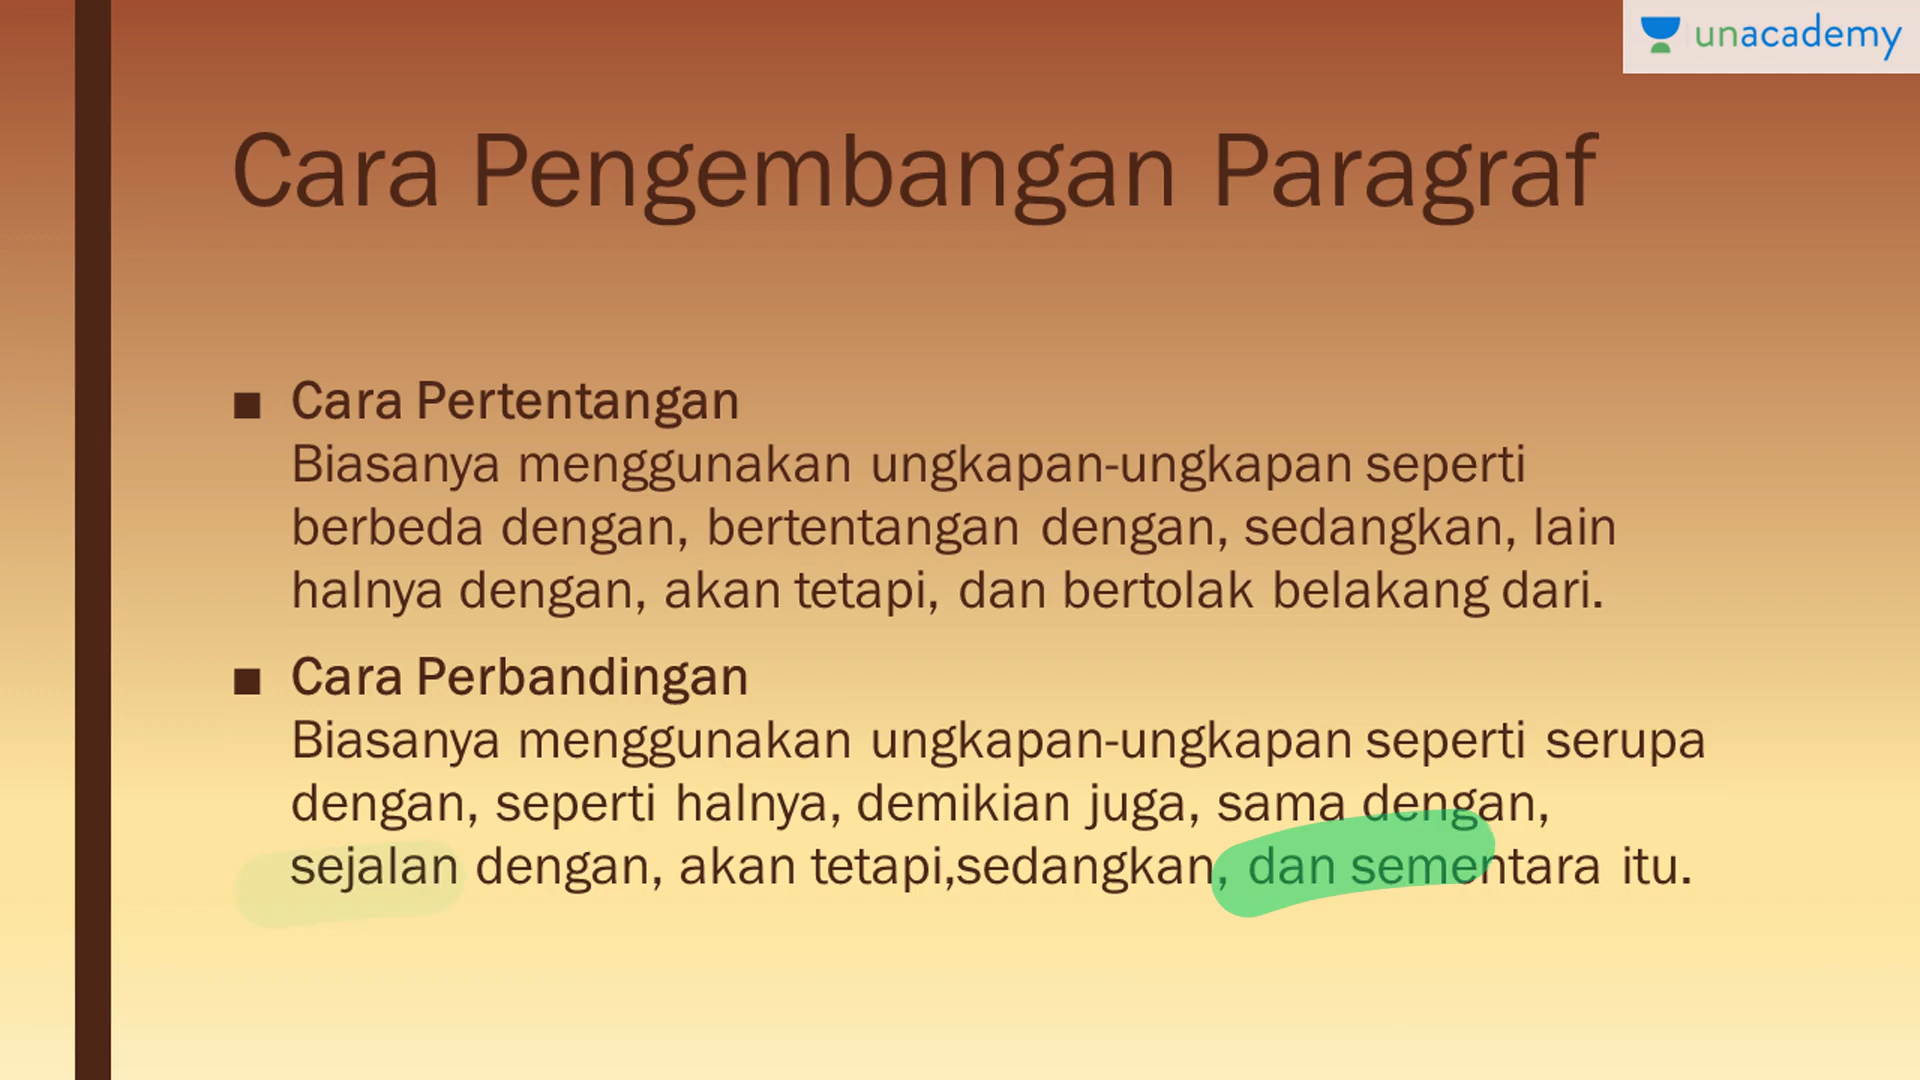 unacademy
Cara Pengembangan Paragraf
■ Cara Pertentangan
Biasanya menggunakan ungkapan-ungkapan seperti
berbeda dengan, bertentangan dengan, sedangkan, lain
halnya dengan, akan tetapi, dan bertolak belakang dari.
■ Cara Perbandingan
Biasanya menggunakan ungkapan-ungkapan seperti serupa
dengan, seperti halnya, demikian juga, sama dengan,
sejalan dengan, akan tetapi,sedangkan, dan sementara itu.